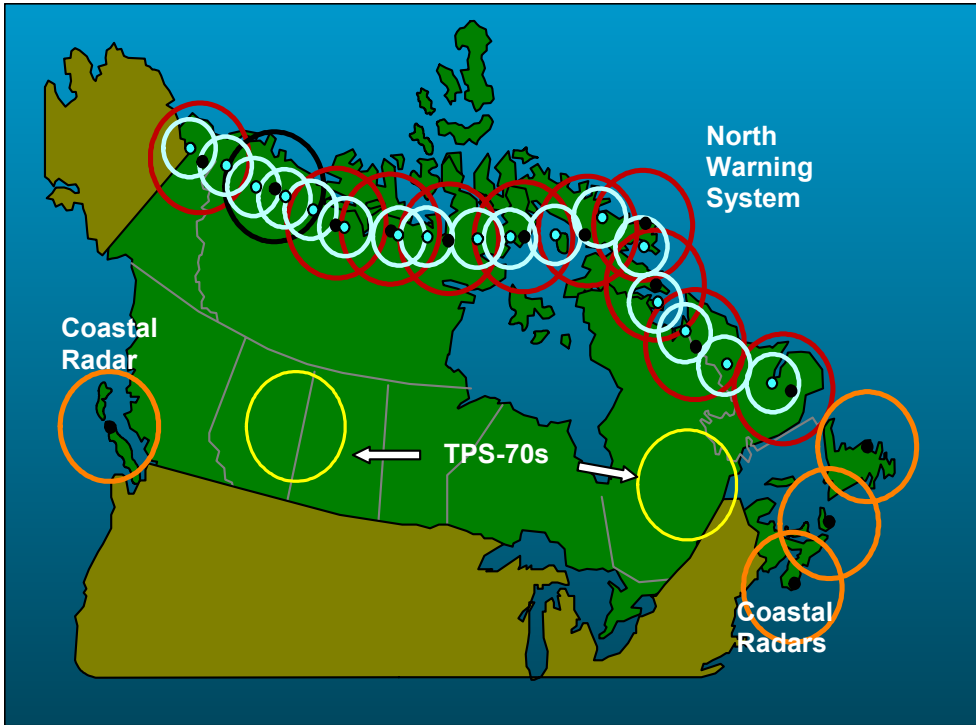 North
Warning
System
Coastal
Radar
TPS-70s
Coastal
Radars